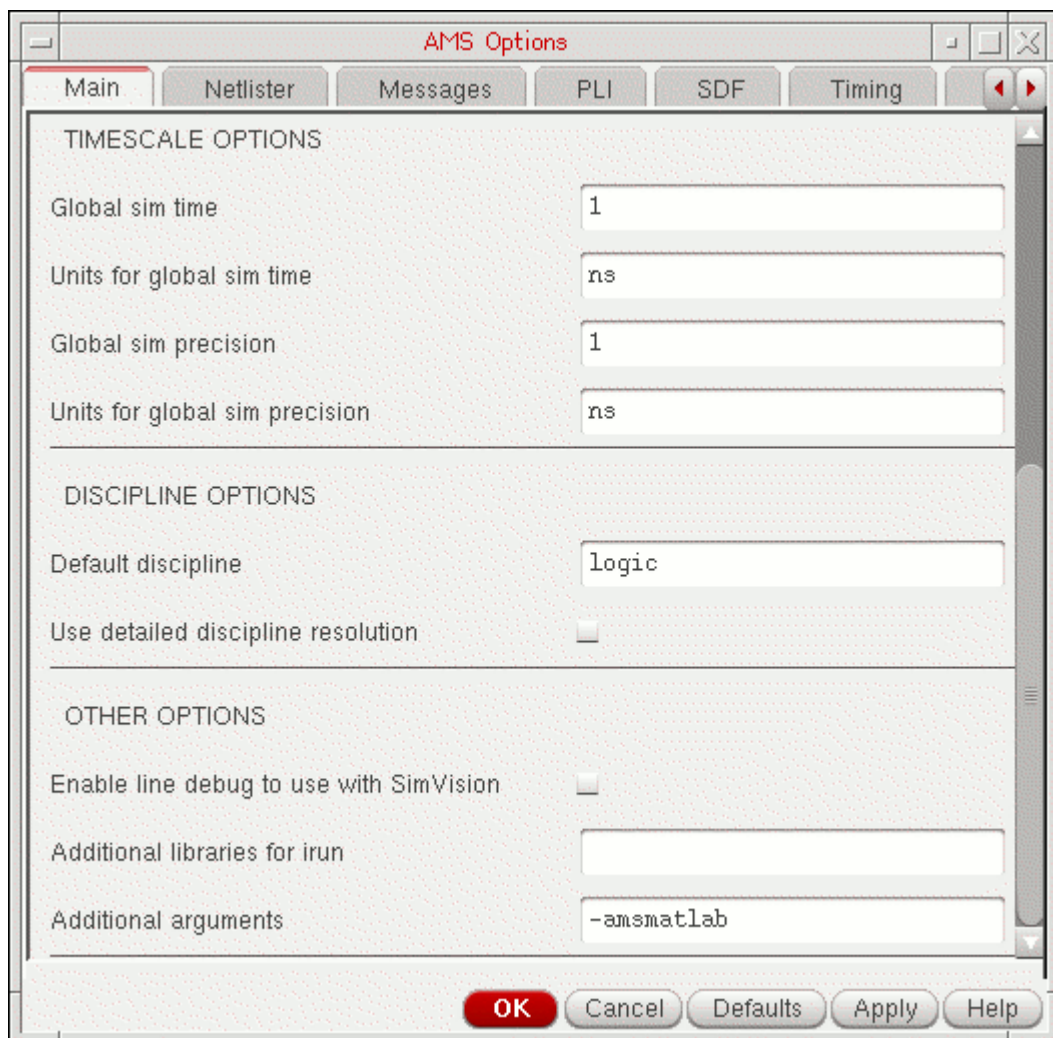 AMS Options
Main Netlister Messages PLI SDF Timing
TIMESCALE OPTIONS
Global sim time 1
Units for global sim time ns
Global sim precision 1
Units for global sim precision ns
DISCIPLINE OPTIONS
Default discipline logic
Use detailed discipline resolution
OTHER OPTIONS
Enable line debug to use with SimVision
Additional libraries for irun
Additional arguments -amsmatlab
OK Cancel Defaults Apply Help